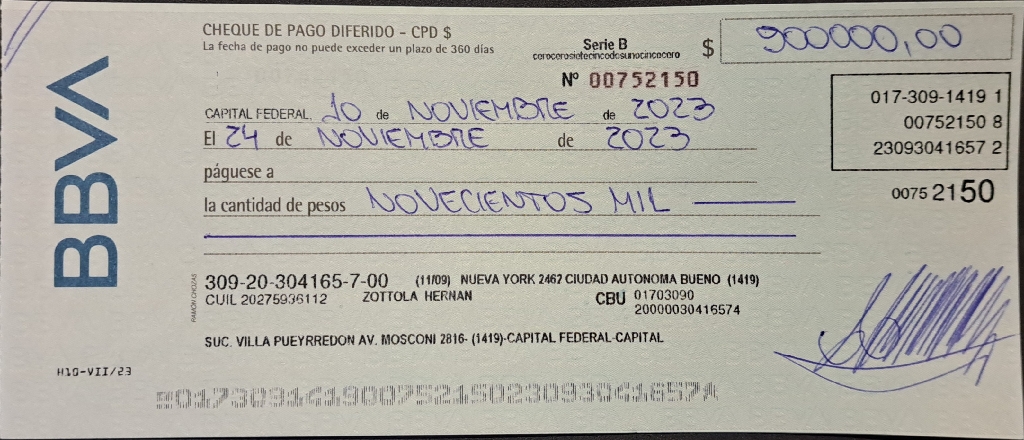 BBVA
CHEQUE DE PAGO DIFERIDO - CPD $
La fecha de pago no puede exceder un plazo de 360 días
Serie B
cerocerosietecincodosunocincocero
$ 900000,00
Nº 00752150
017-309-1419 1
00752150 8
23093041657 2
CAPITAL FEDERAL, 10 de NOVIEMBRE de 2023
El 24 de NOVIEMBRE de 2023
páguese a
0075 2150
la cantidad de pesos NOVECIENTOS MIL
RAMÓN CHOZAS
309-20-304165-7-00 (11/09) NUEVA YORK 2462 CIUDAD AUTONOMA BUENO (1419)
CUIL 20275936112 ZOTTOLA HERNAN CBU 01703090
20000030416574
SUC. VILLA PUEYRREDON AV. MOSCONI 2816- (1419)-CAPITAL FEDERAL-CAPITAL
H10-VII/23
01730914190075215023093041657